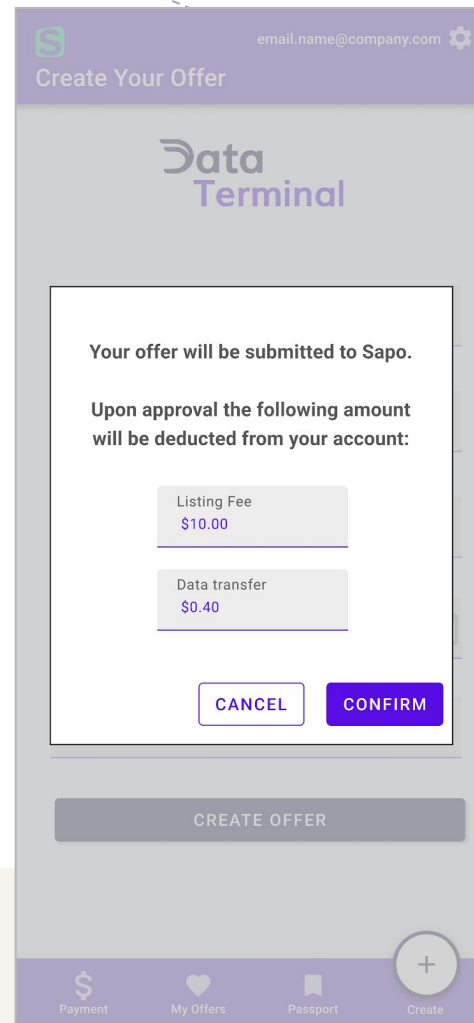 S
email.name@company.com
Create Your Offer
Data
Terminal
Your offer will be submitted to Sapo.
Upon approval the following amount
will be deducted from your account:
Listing Fee
$10.00
Data transfer
$0.40
CANCEL CONFIRM
CREATE OFFER
Payment My Offers Passport Create